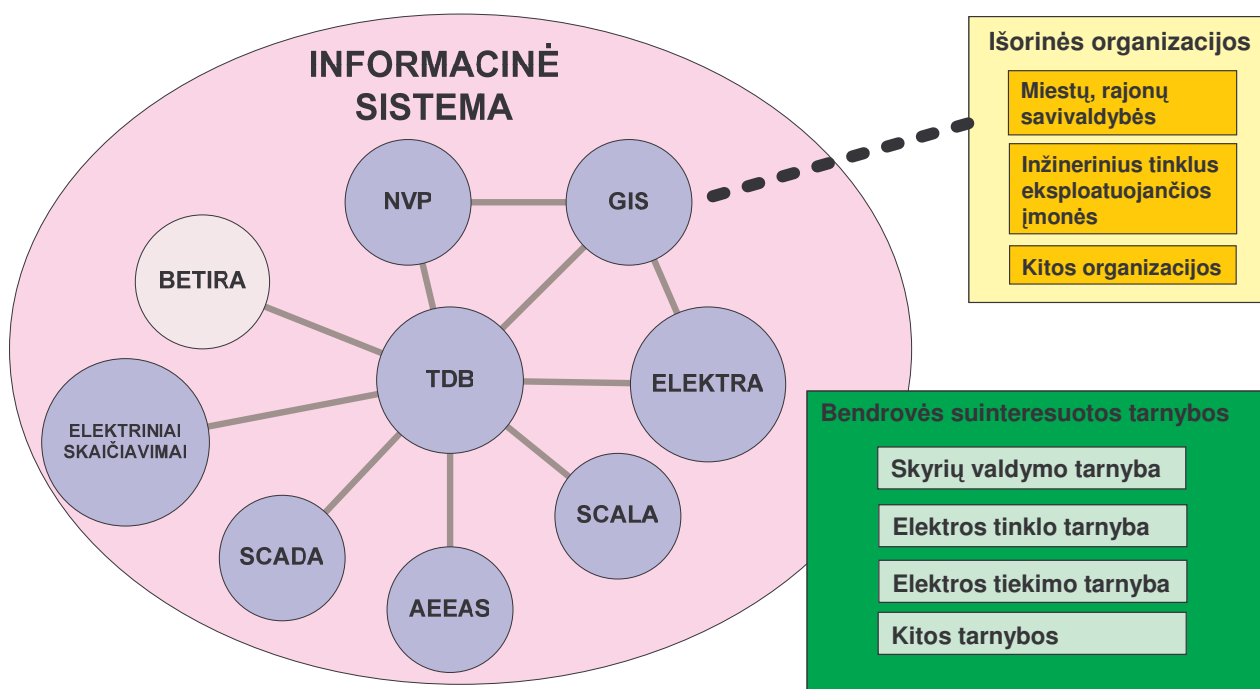 INFORMACINĖ
SISTEMA
NVP
GIS
BETIRA
TDB
ELEKTRA
ELEKTRINIAI
SKAIČIAVIMAI
SCALA
SCADA
AEEAS
Išorinės organizacijos
Miestų, rajonų
savivaldybės
Inžinerinius tinklus
eksploatuojančios
įmonės
Kitos organizacijos
Bendrovės suinteresuotos tarnybos
Skyrių valdymo tarnyba
Elektros tinklo tarnyba
Elektros tiekimo tarnyba
Kitos tarnybos